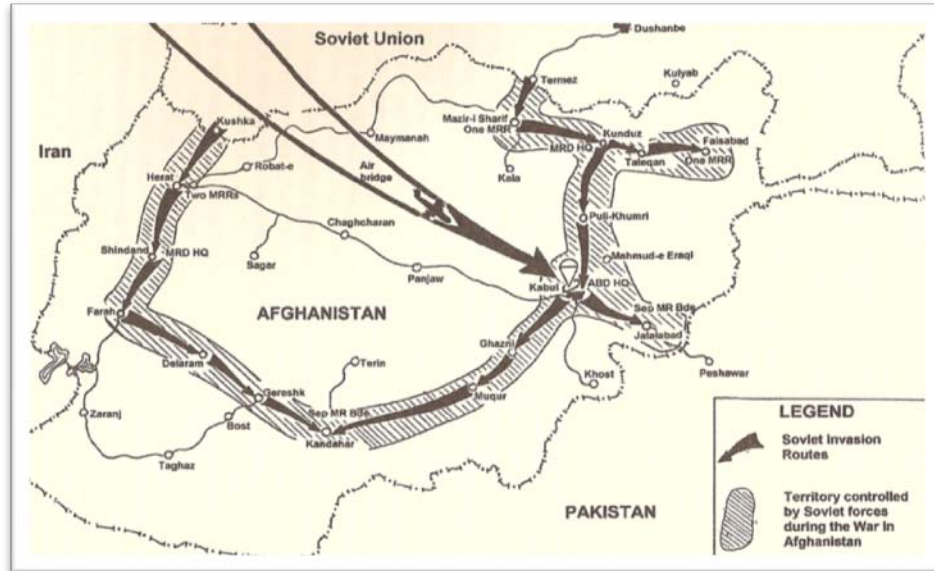 Soviet Union
Dushanbe
Termez
Kulyab
Kushka
Mazir-i Sharif
One MRR
Kunduz
MRD HQ
Faisabad
One MRR
Taleqan
Maymanah
Iran
Robat-e
Air
bridge
Kala
Herat
Two MRRs
Puli-Khumri
Chaghcharan
Shindand
MRD HQ
Sagar
Panjaw
Mahmud-e Eraqi
Kabul
ABD HQ
Farah
AFGHANISTAN
Sep MR Bde
Jalalabad
Ghazni
Delaram
Terin
Khost
Peshawar
Gereshk
Muqur
Zaranj
Bost
Sep MR Bde
Kandahar
Taghaz
PAKISTAN
LEGEND
Soviet Invasion
Routes
Territory controlled
by Soviet forces
during the War in
Afghanistan